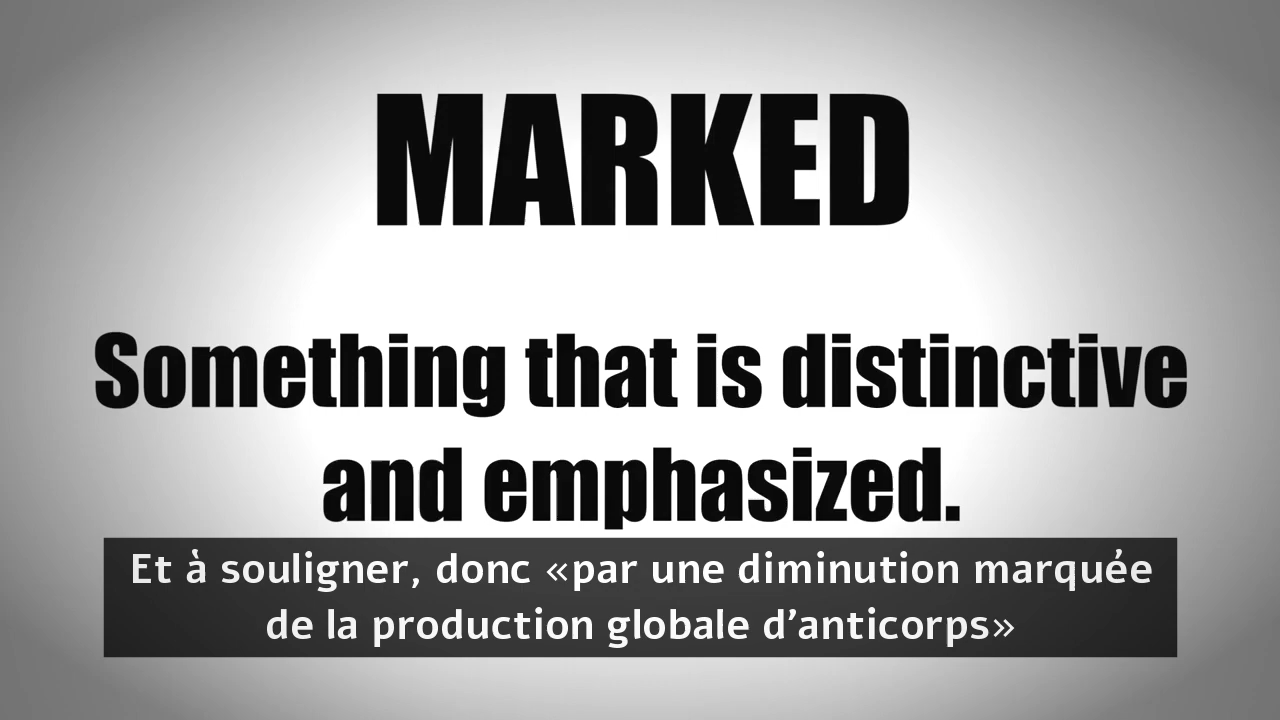 MARKED
Something that is distinctive
and emphasized.
Et à souligner, donc «par une diminution marquée
de la production globale d’anticorps»